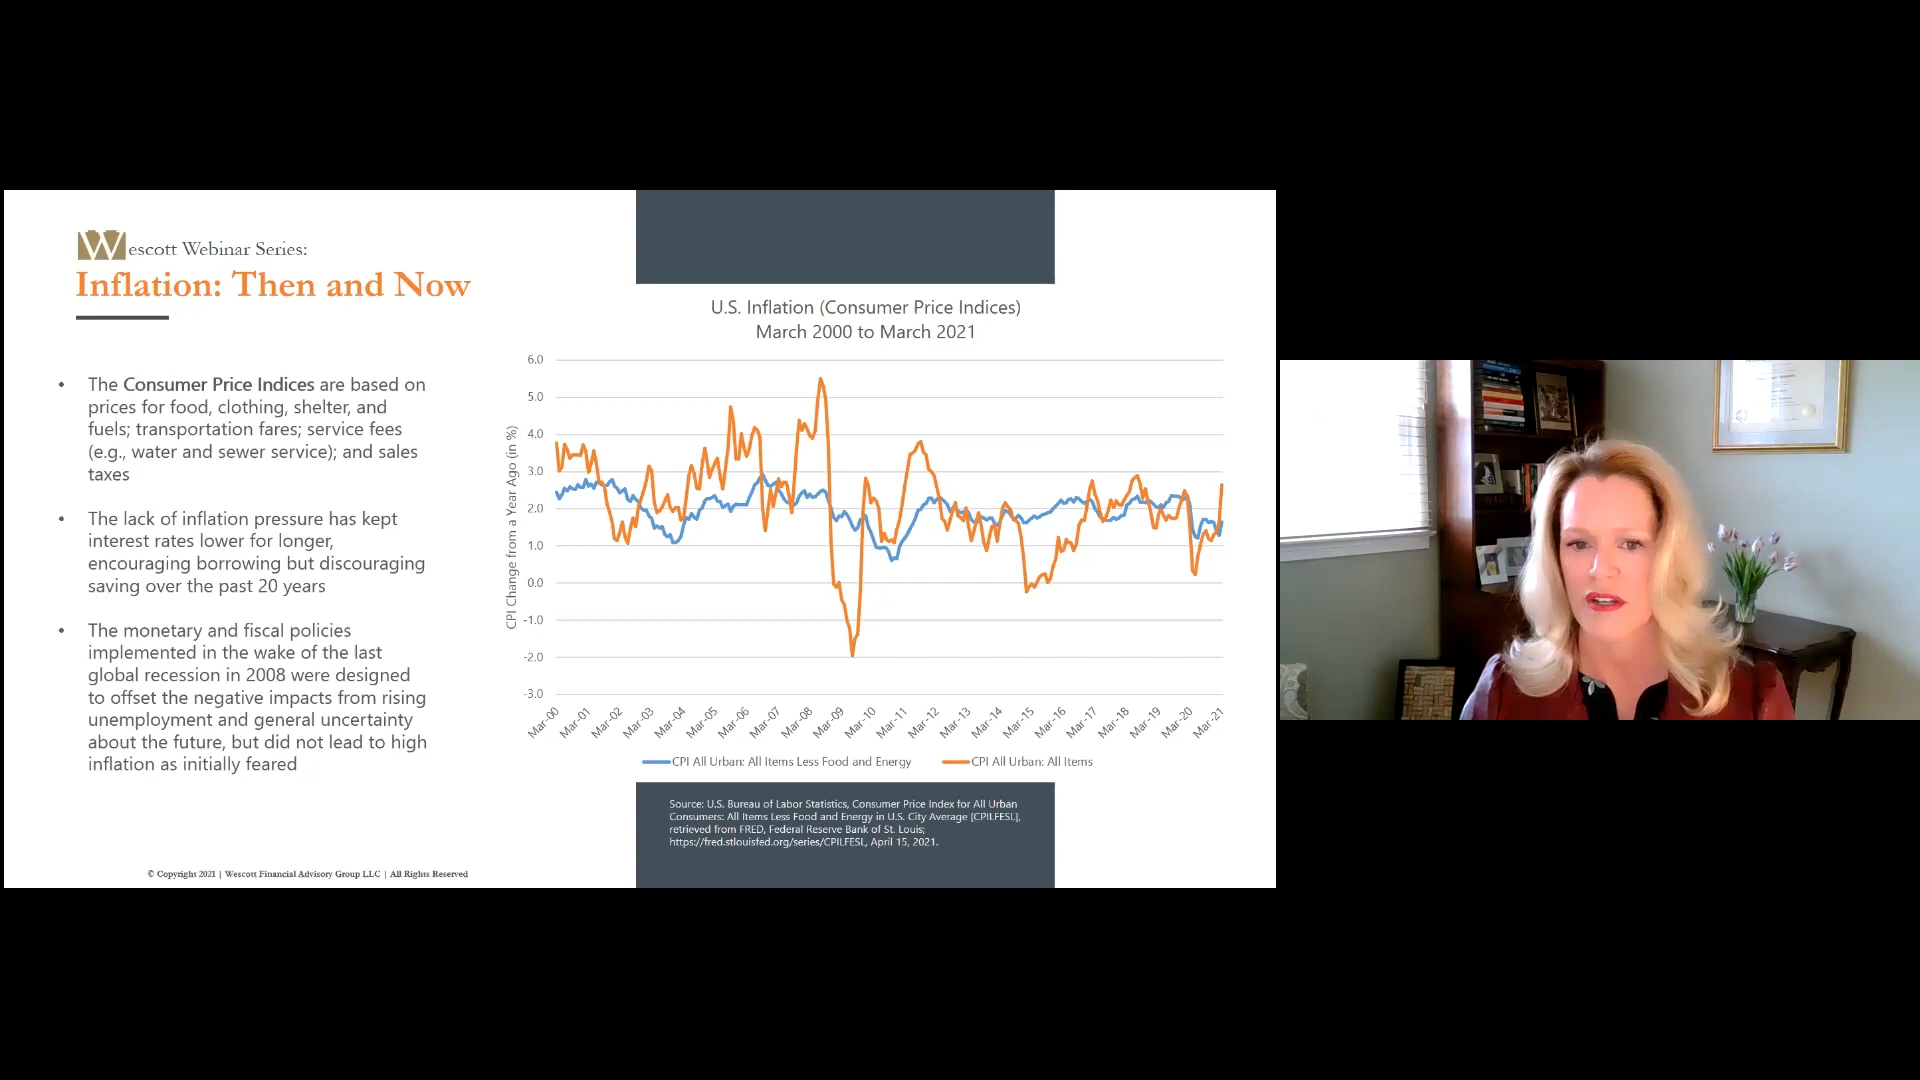 Wescott Webinar Series:
Inflation: Then and Now
• The Consumer Price Indices are based on
prices for food, clothing, shelter, and
fuels; transportation fares; service fees
(e.g., water and sewer service); and sales
taxes
• The lack of inflation pressure has kept
interest rates lower for longer,
encouraging borrowing but discouraging
saving over the past 20 years
• The monetary and fiscal policies
implemented in the wake of the last
global recession in 2008 were designed
to offset the negative impacts from rising
unemployment and general uncertainty
about the future, but did not lead to high
inflation as initially feared
© Copyright 2021 | Wescott Financial Advisory Group LLC | All Rights Reserved
U.S. Inflation (Consumer Price Indices)
March 2000 to March 2021
CPI Change from a Year Ago (in %)
6.0
5.0
4.0
3.0
2.0
1.0
0.0
-1.0
-2.0
-3.0
Mar-00 Mar-01 Mar-02 Mar-03 Mar-04 Mar-05 Mar-06 Mar-07 Mar-08 Mar-09 Mar-10 Mar-11 Mar-12 Mar-13 Mar-14 Mar-15 Mar-16 Mar-17 Mar-18 Mar-19 Mar-20 Mar-21
CPI All Urban: All Items Less Food and Energy CPI All Urban: All Items
Source: U.S. Bureau of Labor Statistics, Consumer Price Index for All Urban
Consumers: All Items Less Food and Energy in U.S. City Average [CPILFESL],
retrieved from FRED, Federal Reserve Bank of St. Louis;
https://fred.stlouisfed.org/series/CPILFESL, April 15, 2021.